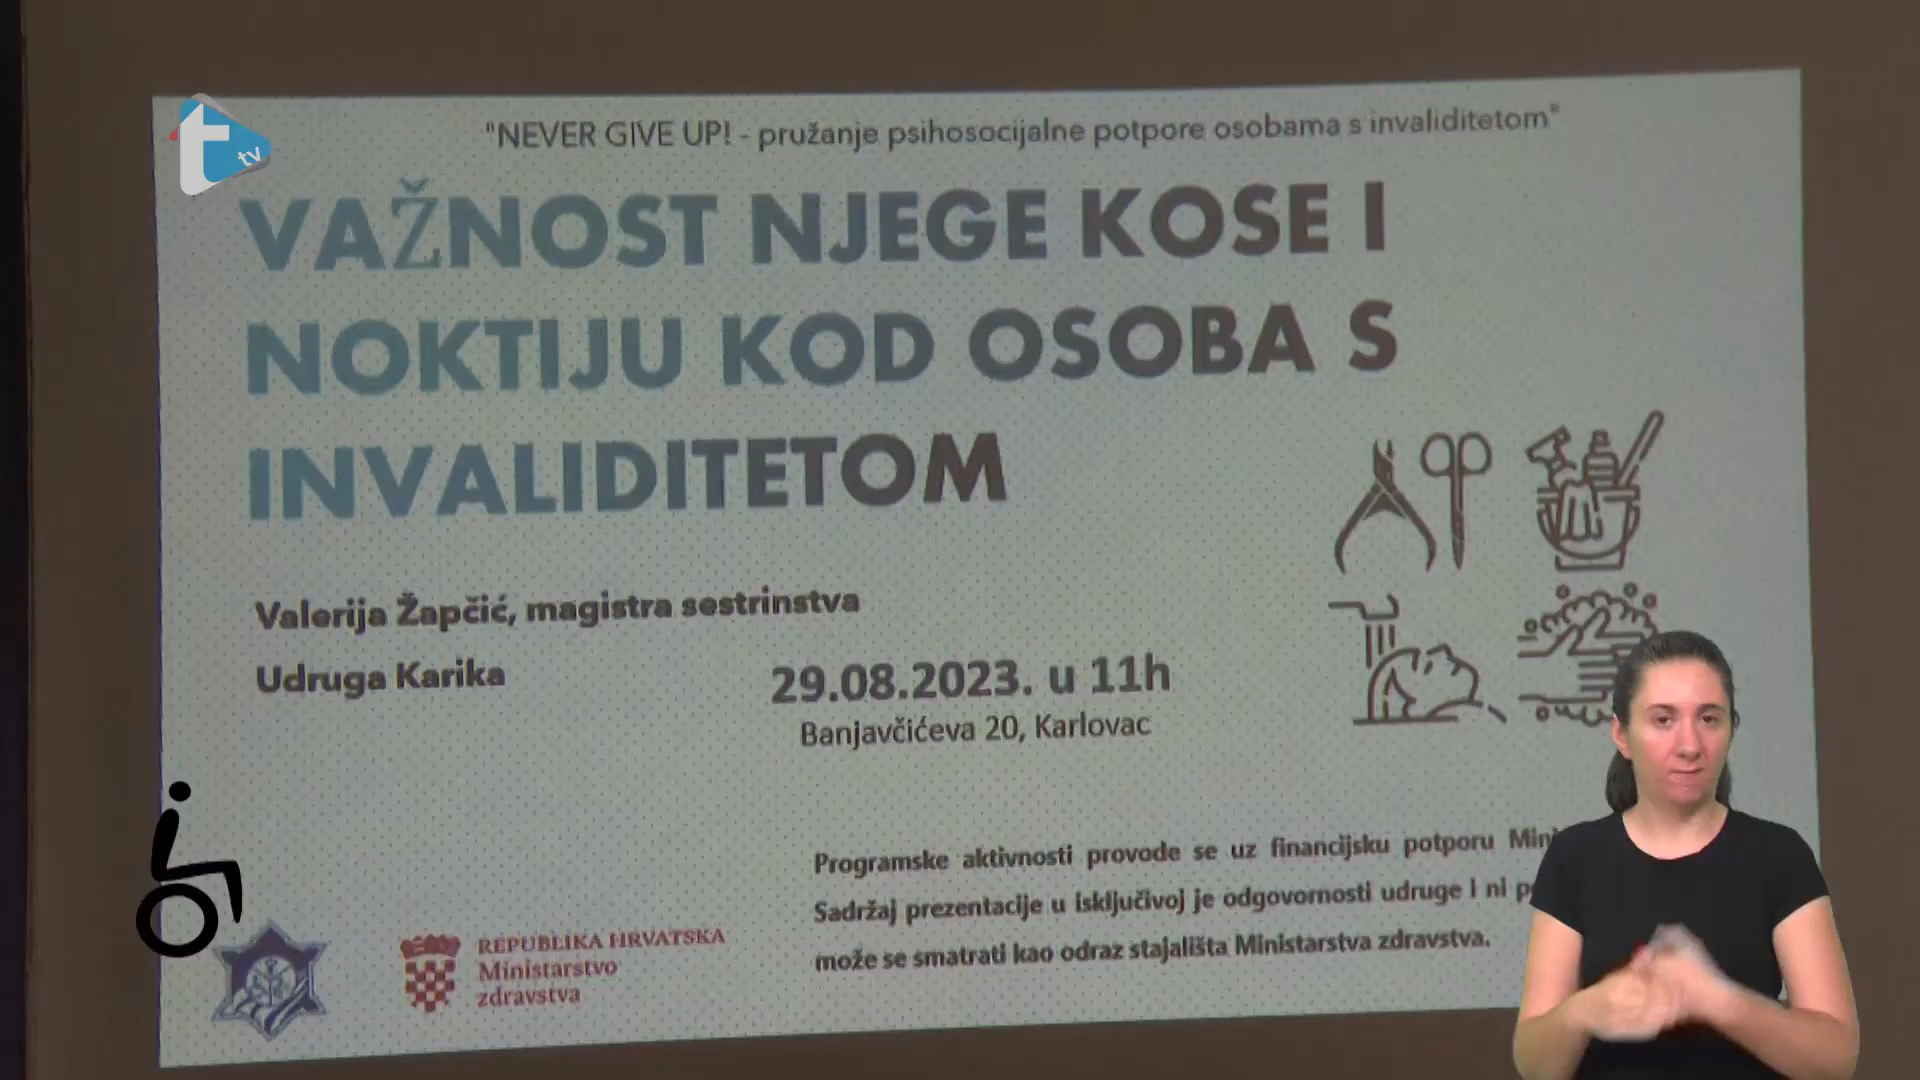 tv
"NEVER GIVE UP! - pružanje psihosocijalne potpore osobama s invaliditetom"
VAŽNOST NJEGE KOSE I
NOKTIJU KOD OSOBA S
INVALIDITETOM
Valerija Žapčić, magistra sestrinstva
Udruga Karika
29.08.2023. u 11h
Banjavčićeva 20, Karlovac
Programske aktivnosti provode se uz financijsku potporu
Sadržaj prezentacije u isključivoj je odgovornosti udruge i ni
može se smatrati kao odraz stajališta Ministarstva zdravstva.
REPUBLIKA HRVATSKA
Ministarstvo
zdravstva